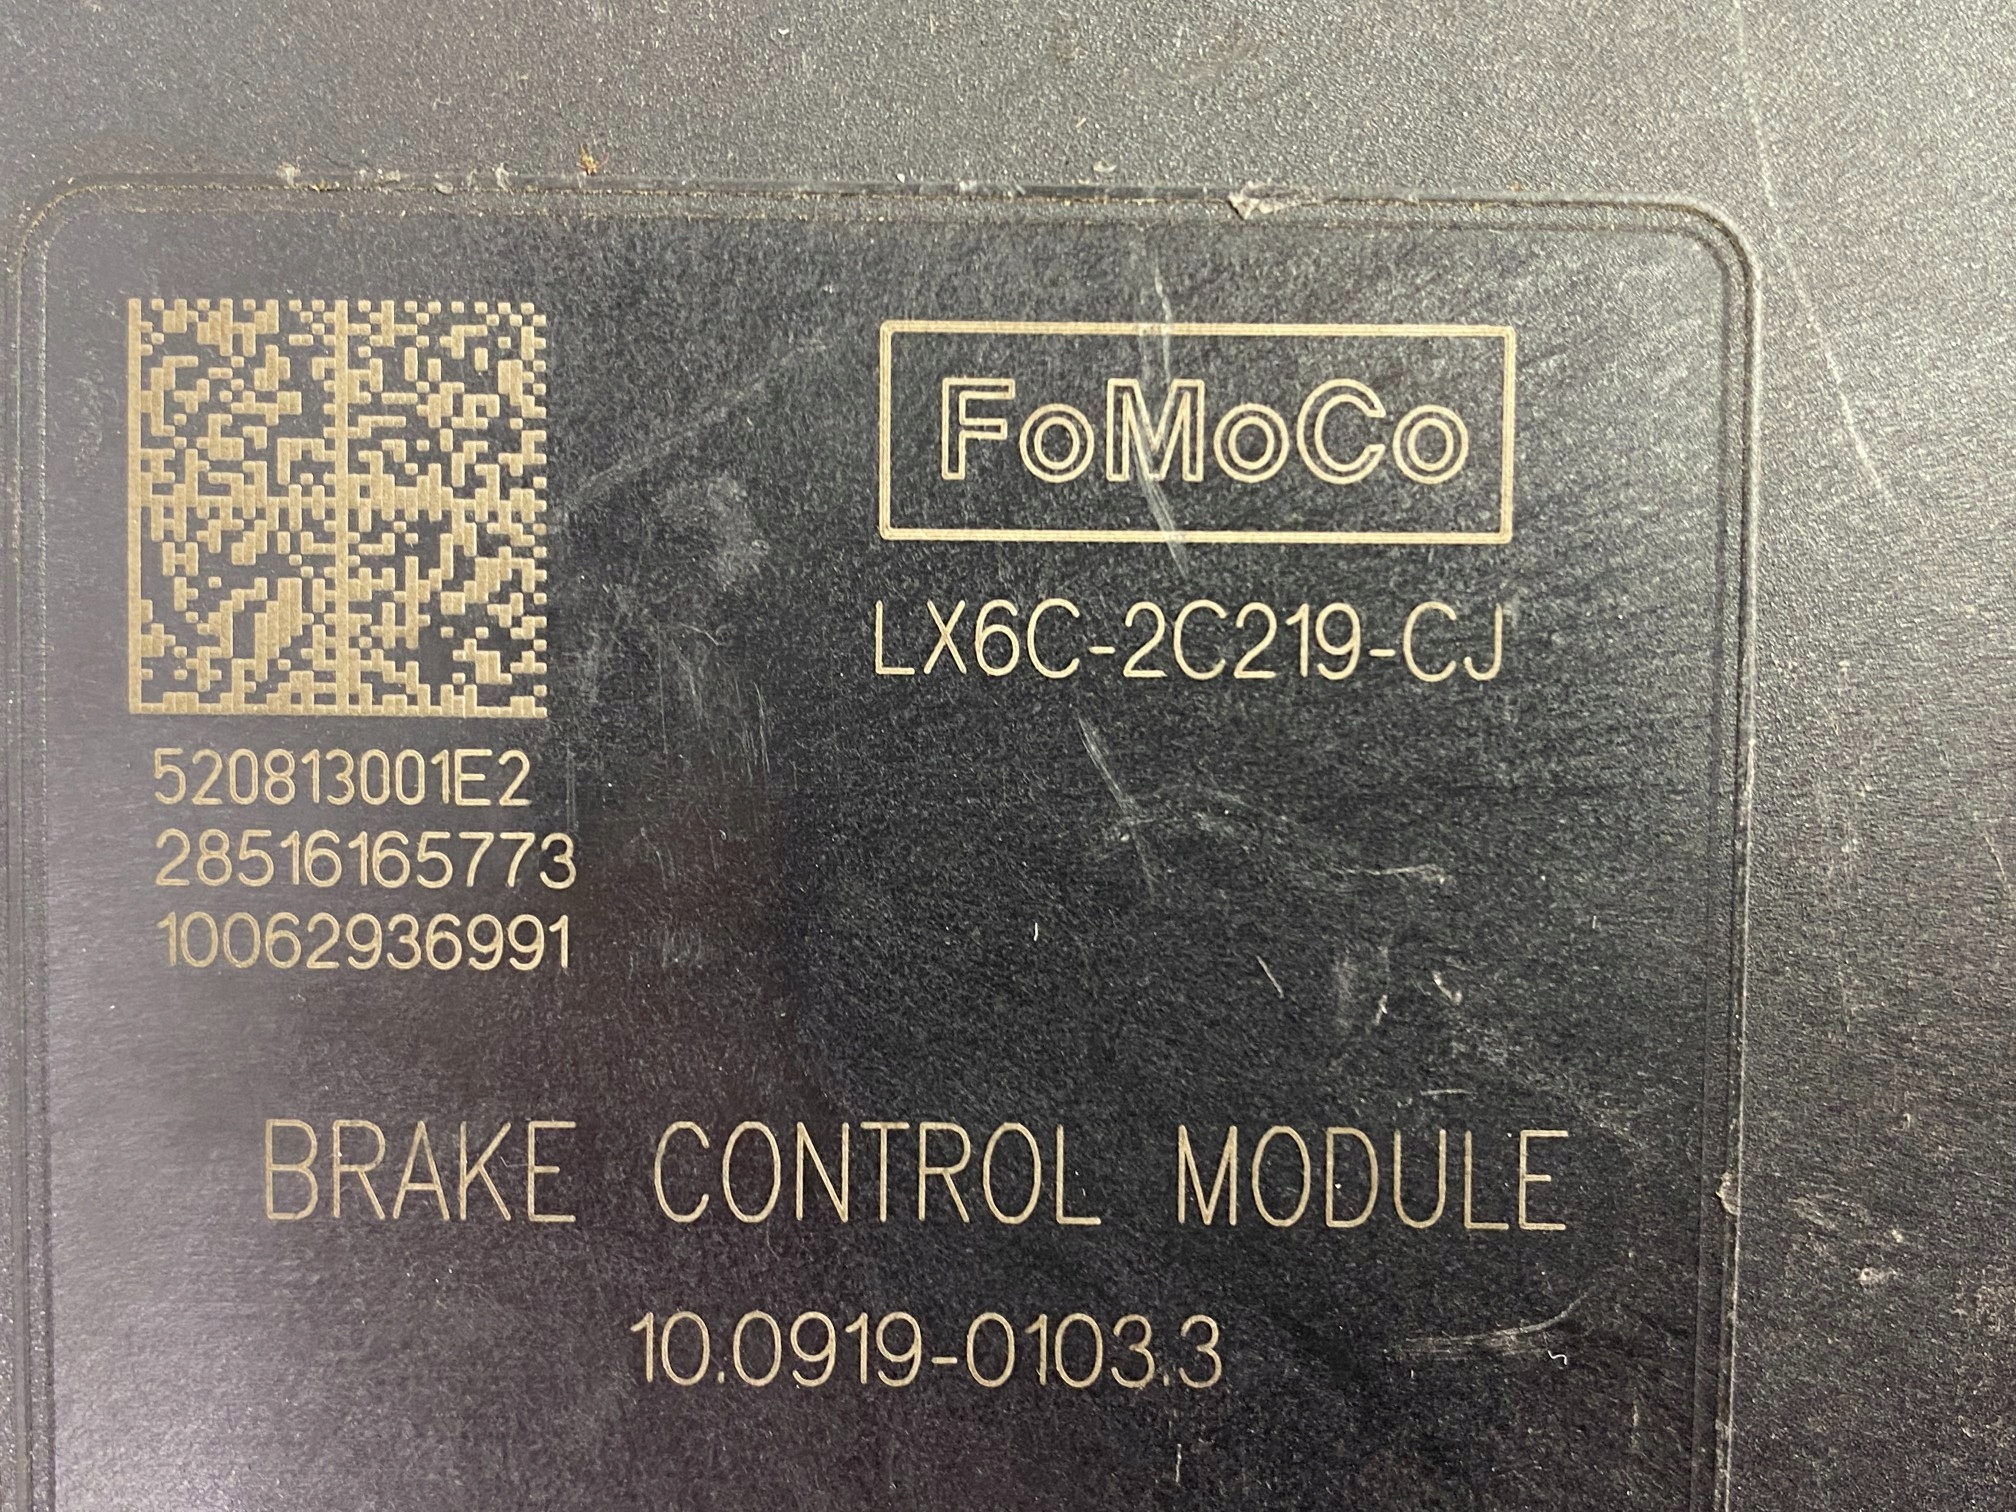 FoMoCo
LX6C-2C219-CJ
520813001E2
28516165773
10062936991
BRAKE CONTROL MODULE
10.0919-0103.3